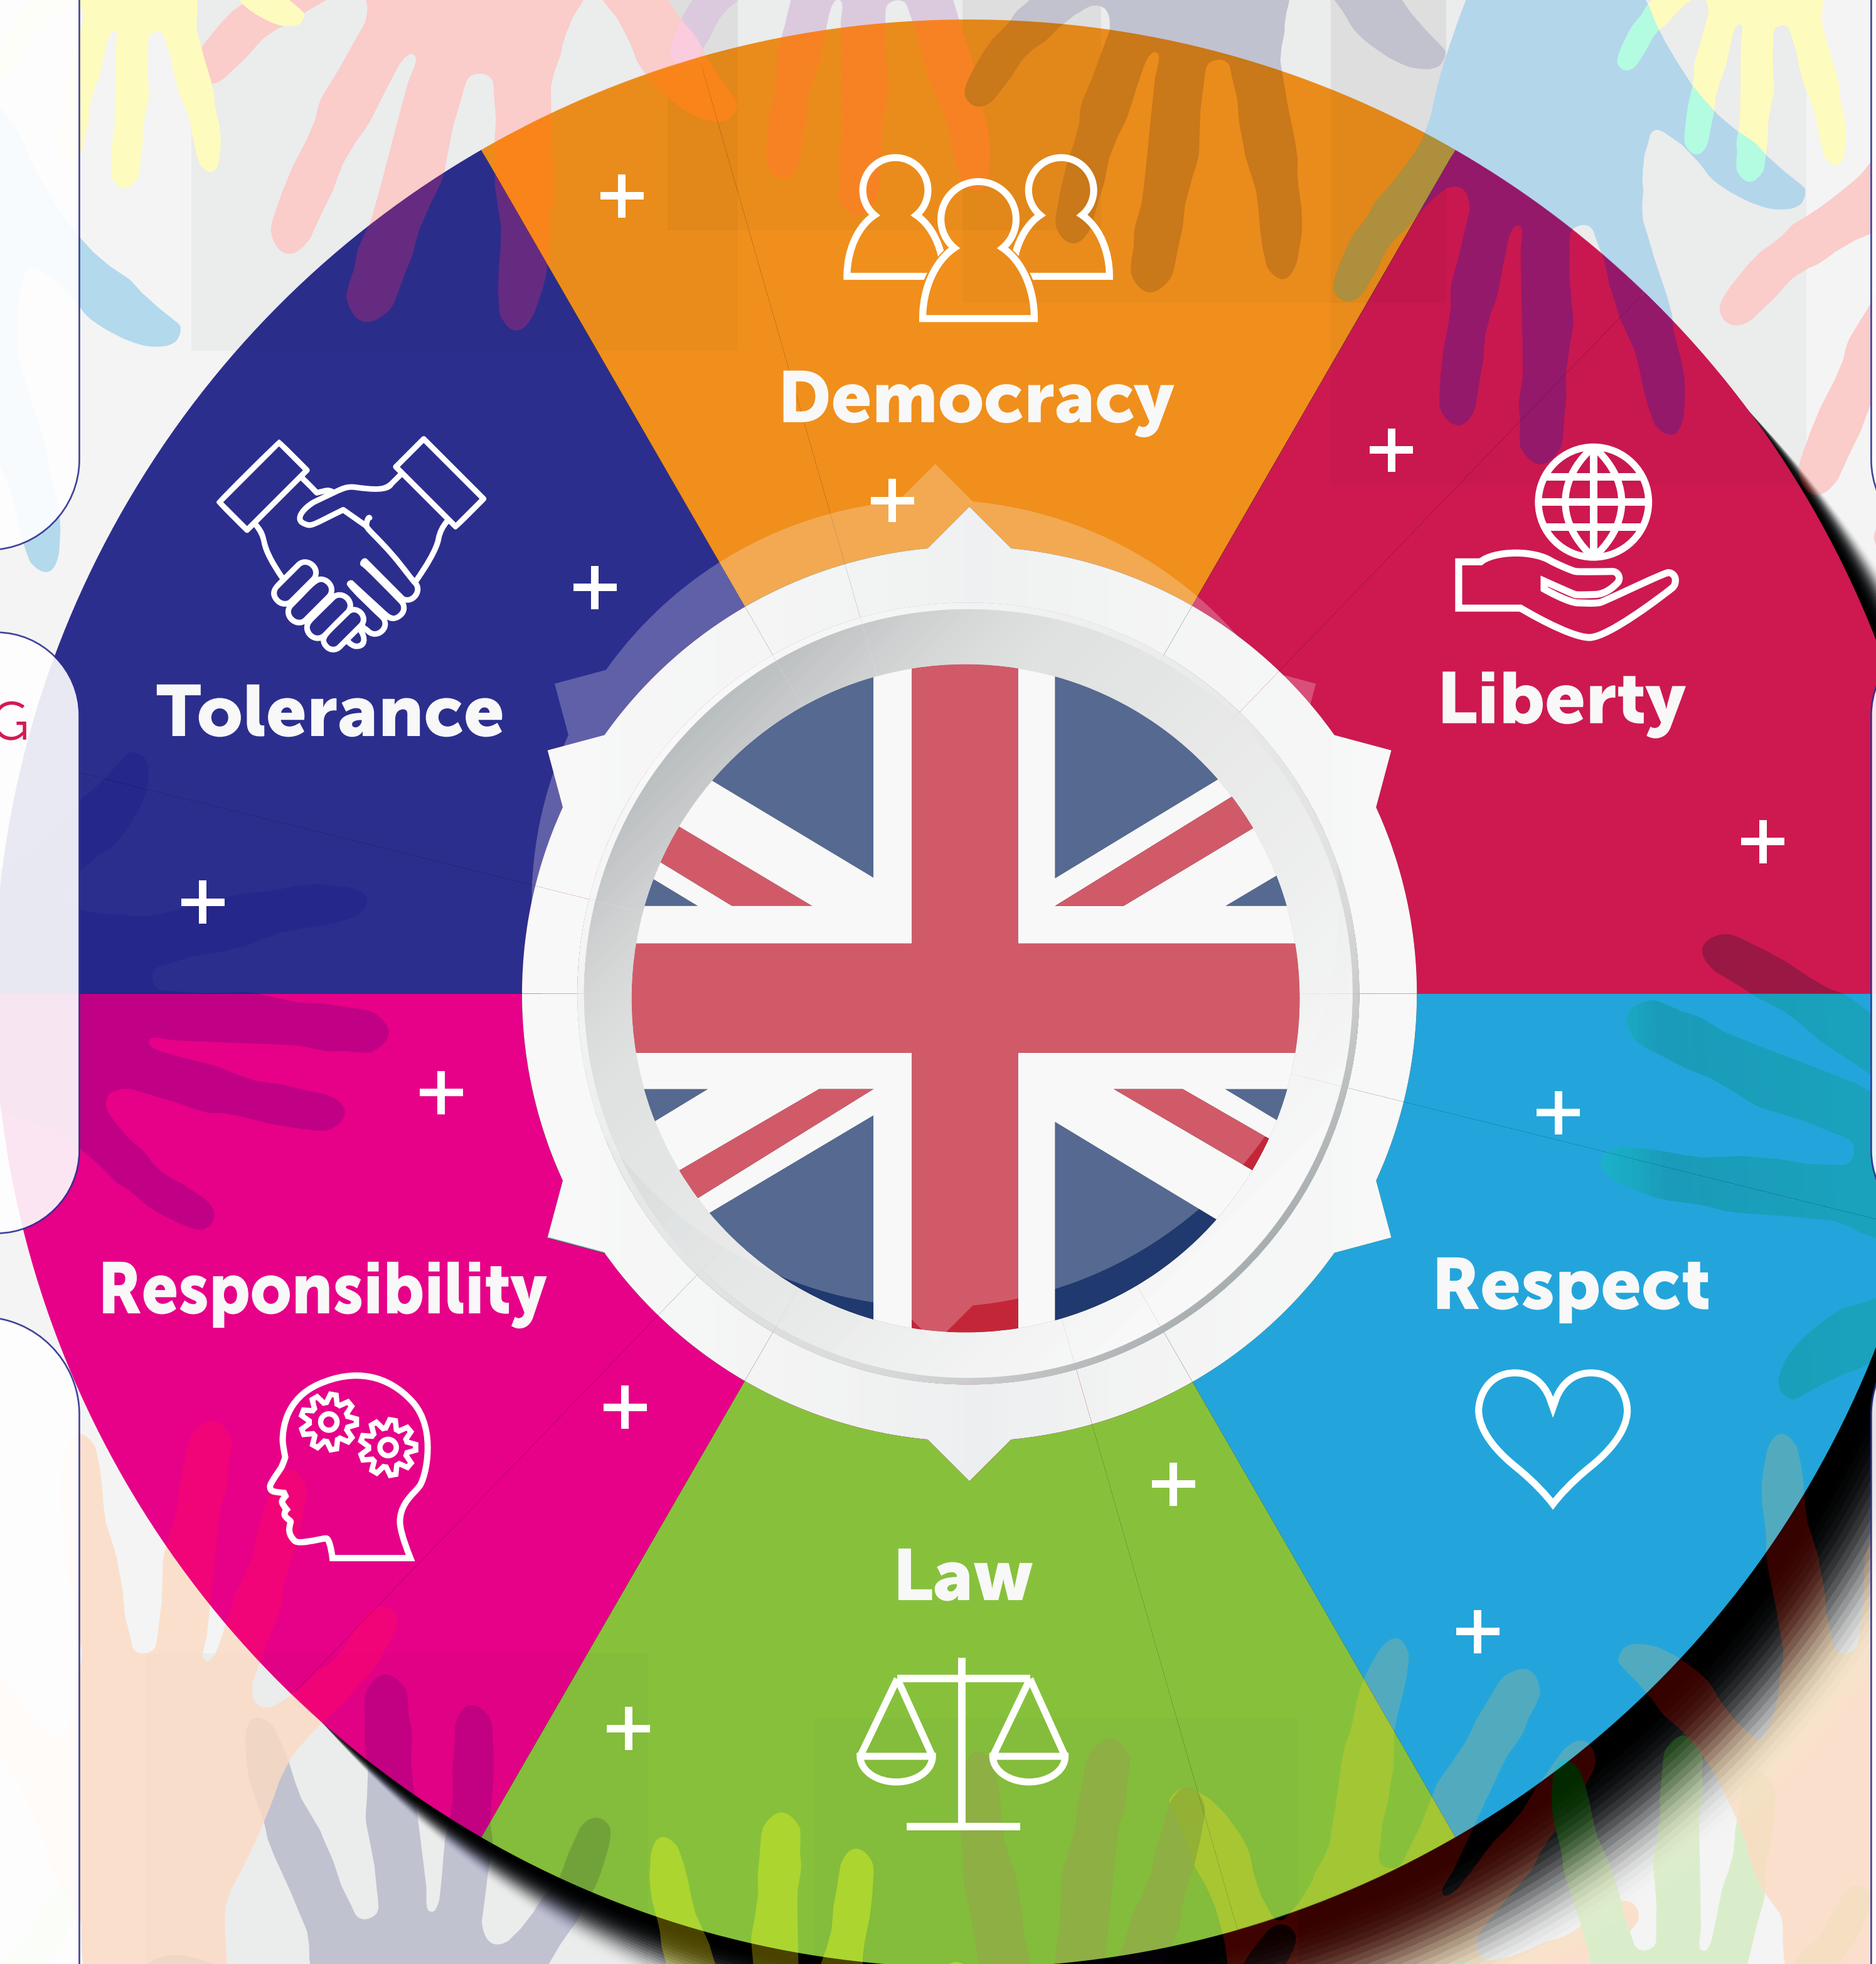 Democracy
Liberty
Tolerance
G
Responsibility
Respect
Law